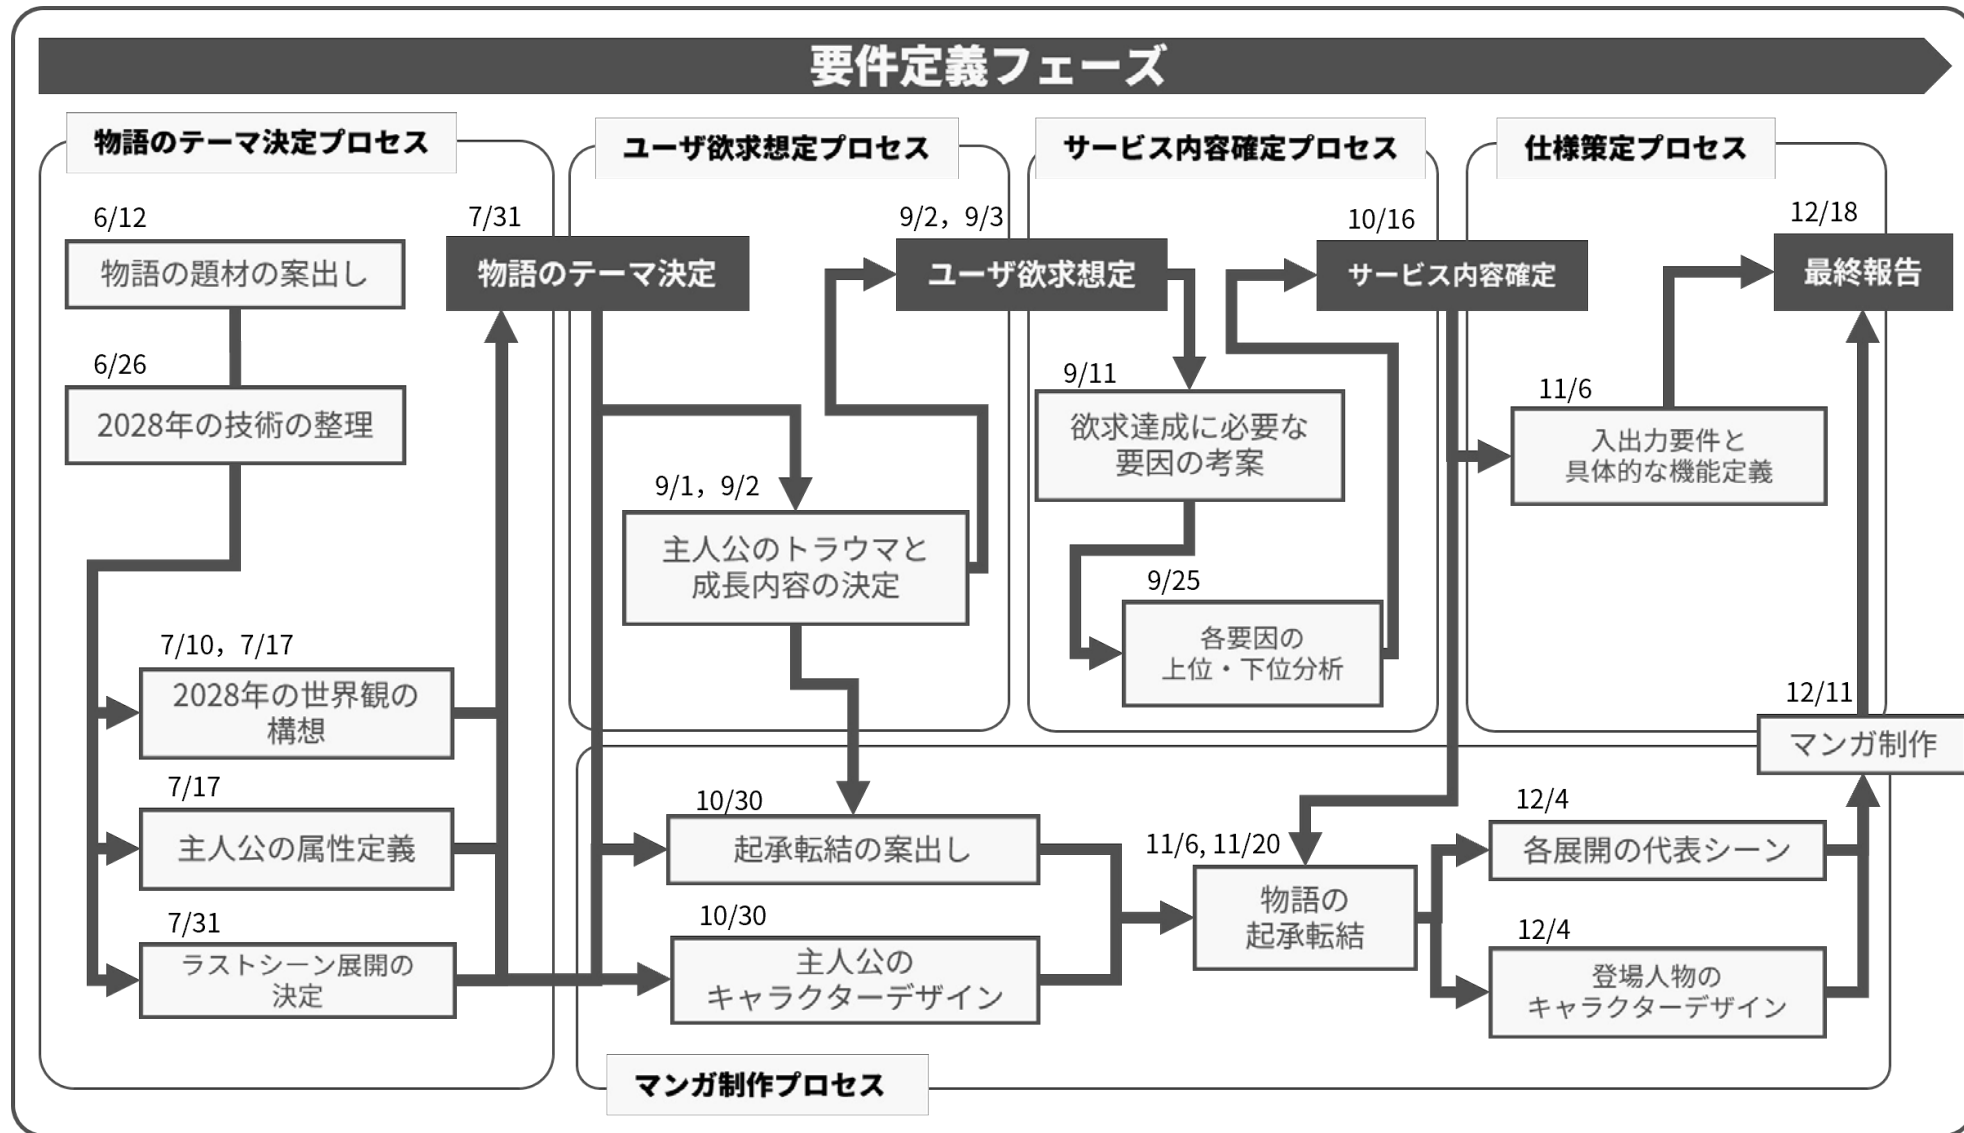 要件定義フェーズ
物語のテーマ決定プロセス
6/12
物語の題材の案出し
6/26
2028年の技術の整理
7/10，7/17
2028年の世界観の
構想
7/17
主人公の属性定義
7/31
ラストシーン展開の
決定
7/31
物語のテーマ決定
ユーザ欲求想定プロセス
9/1，9/2
主人公のトラウマと
成長内容の決定
9/2，9/3
ユーザ欲求想定
サービス内容確定プロセス
9/11
欲求達成に必要な
要因の考案
9/25
各要因の
上位・下位分析
10/16
サービス内容確定
仕様策定プロセス
11/6
入出力要件と
具体的な機能定義
12/18
最終報告
マンガ制作プロセス
10/30
起承転結の案出し
10/30
主人公の
キャラクターデザイン
11/6, 11/20
物語の
起承転結
12/4
各展開の代表シーン
12/4
登場人物の
キャラクターデザイン
12/11
マンガ制作